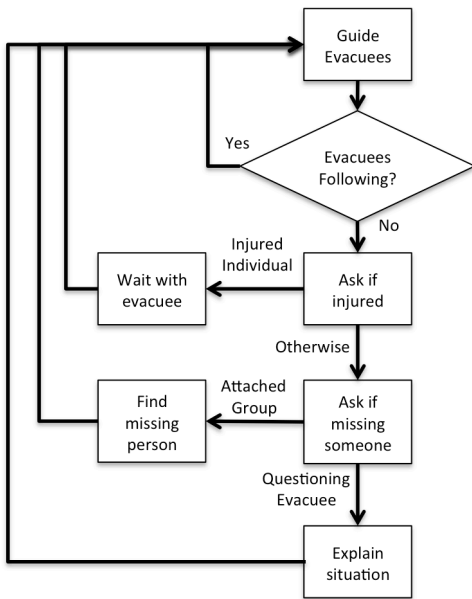 Guide
Evacuees
Yes
Evacuees
Following?
No
Injured
Individual
Wait with
evacuee
Ask if
injured
Otherwise
Attached
Group
Find
missing
person
Ask if
missing
someone
Questioning
Evacuee
Explain
situation